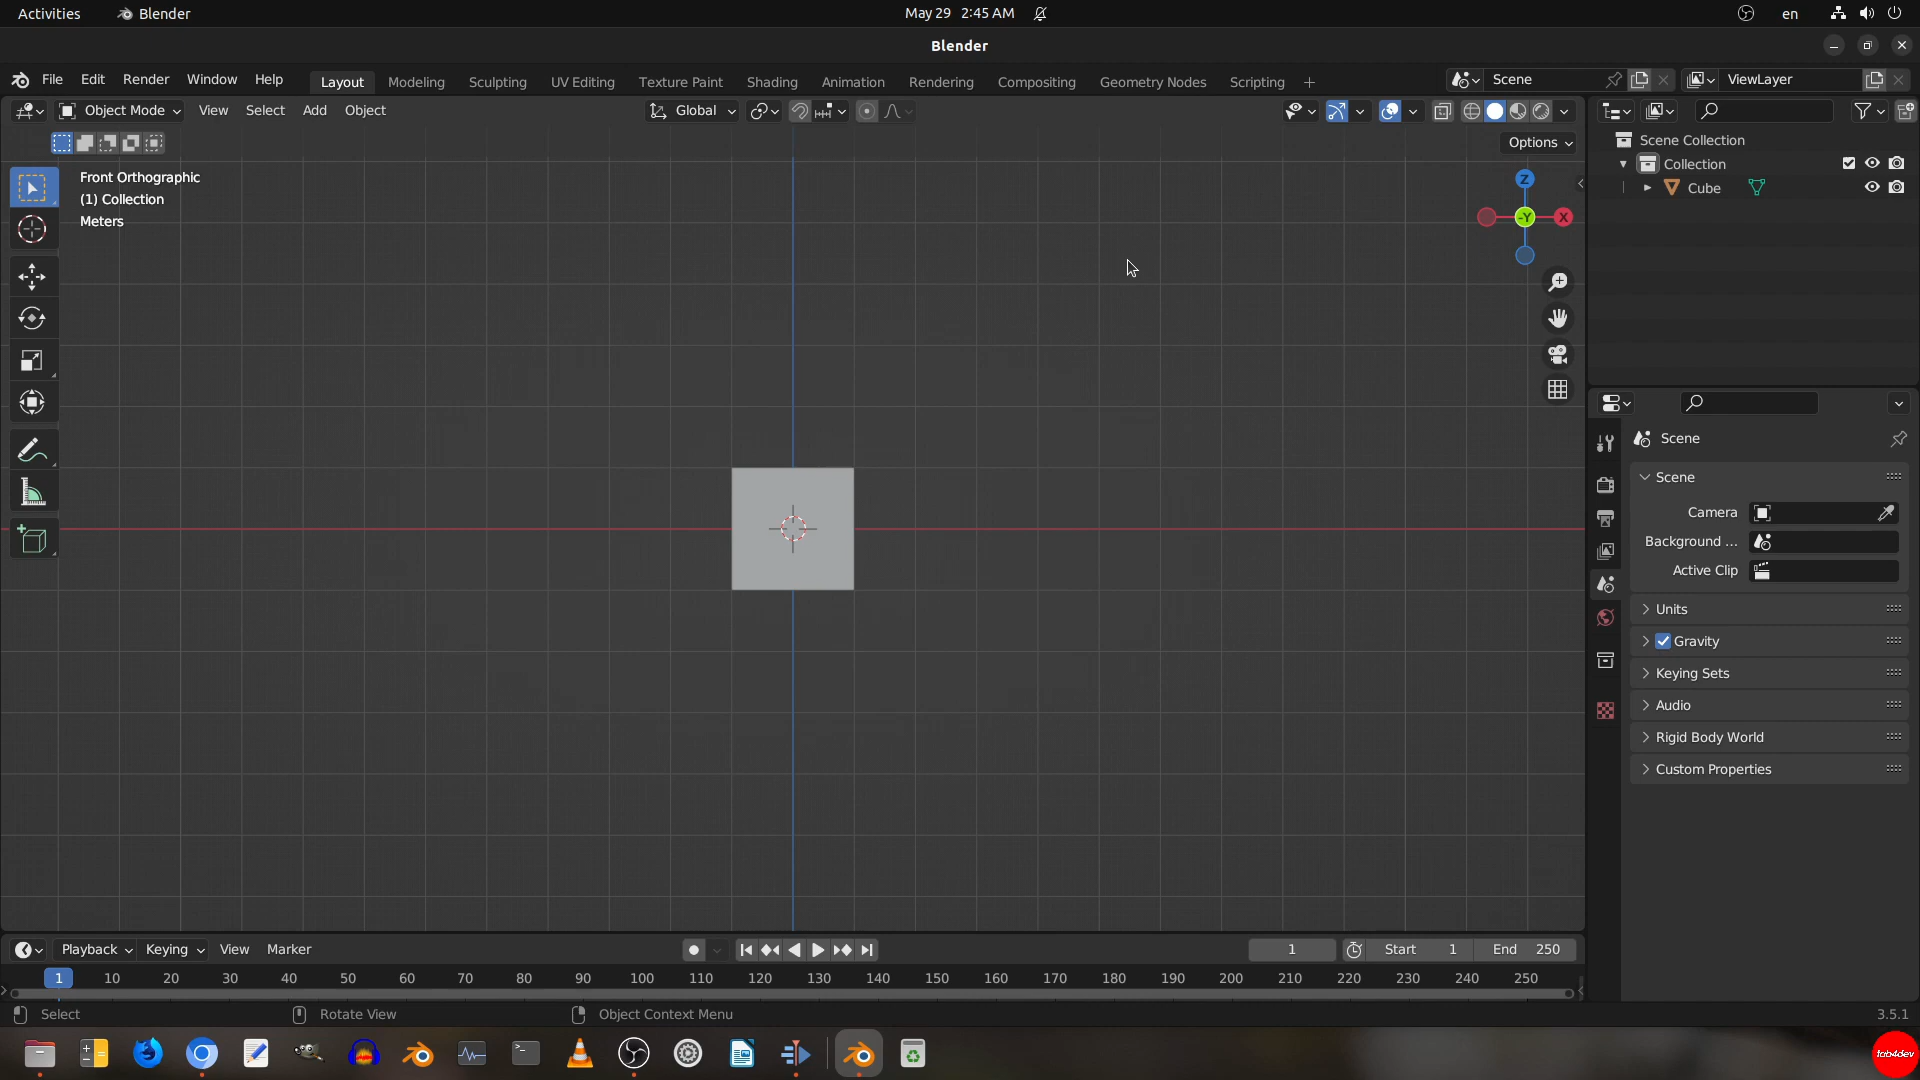 Activities Blender May 29 2:45 AM en
Blender
File Edit Render Window Help Layout Modeling Sculpting UV Editing Texture Paint Shading Animation Rendering Compositing Geometry Nodes Scripting + Scene ViewLayer
Object Mode View Select Add Object Global
Options
Front Orthographic
(1) Collection
Meters
Z
-Y X
Scene Collection
Collection
Cube
Scene
Scene
Camera
Background ...
Active Clip
Units
Gravity
Keying Sets
Audio
Rigid Body World
Custom Properties
Playback Keying View Marker 1 Start 1 End 250
1 10 20 30 40 50 60 70 80 90 100 110 120 130 140 150 160 170 180 190 200 210 220 230 240 250
Select Rotate View Object Context Menu 3.5.1
tab4dev